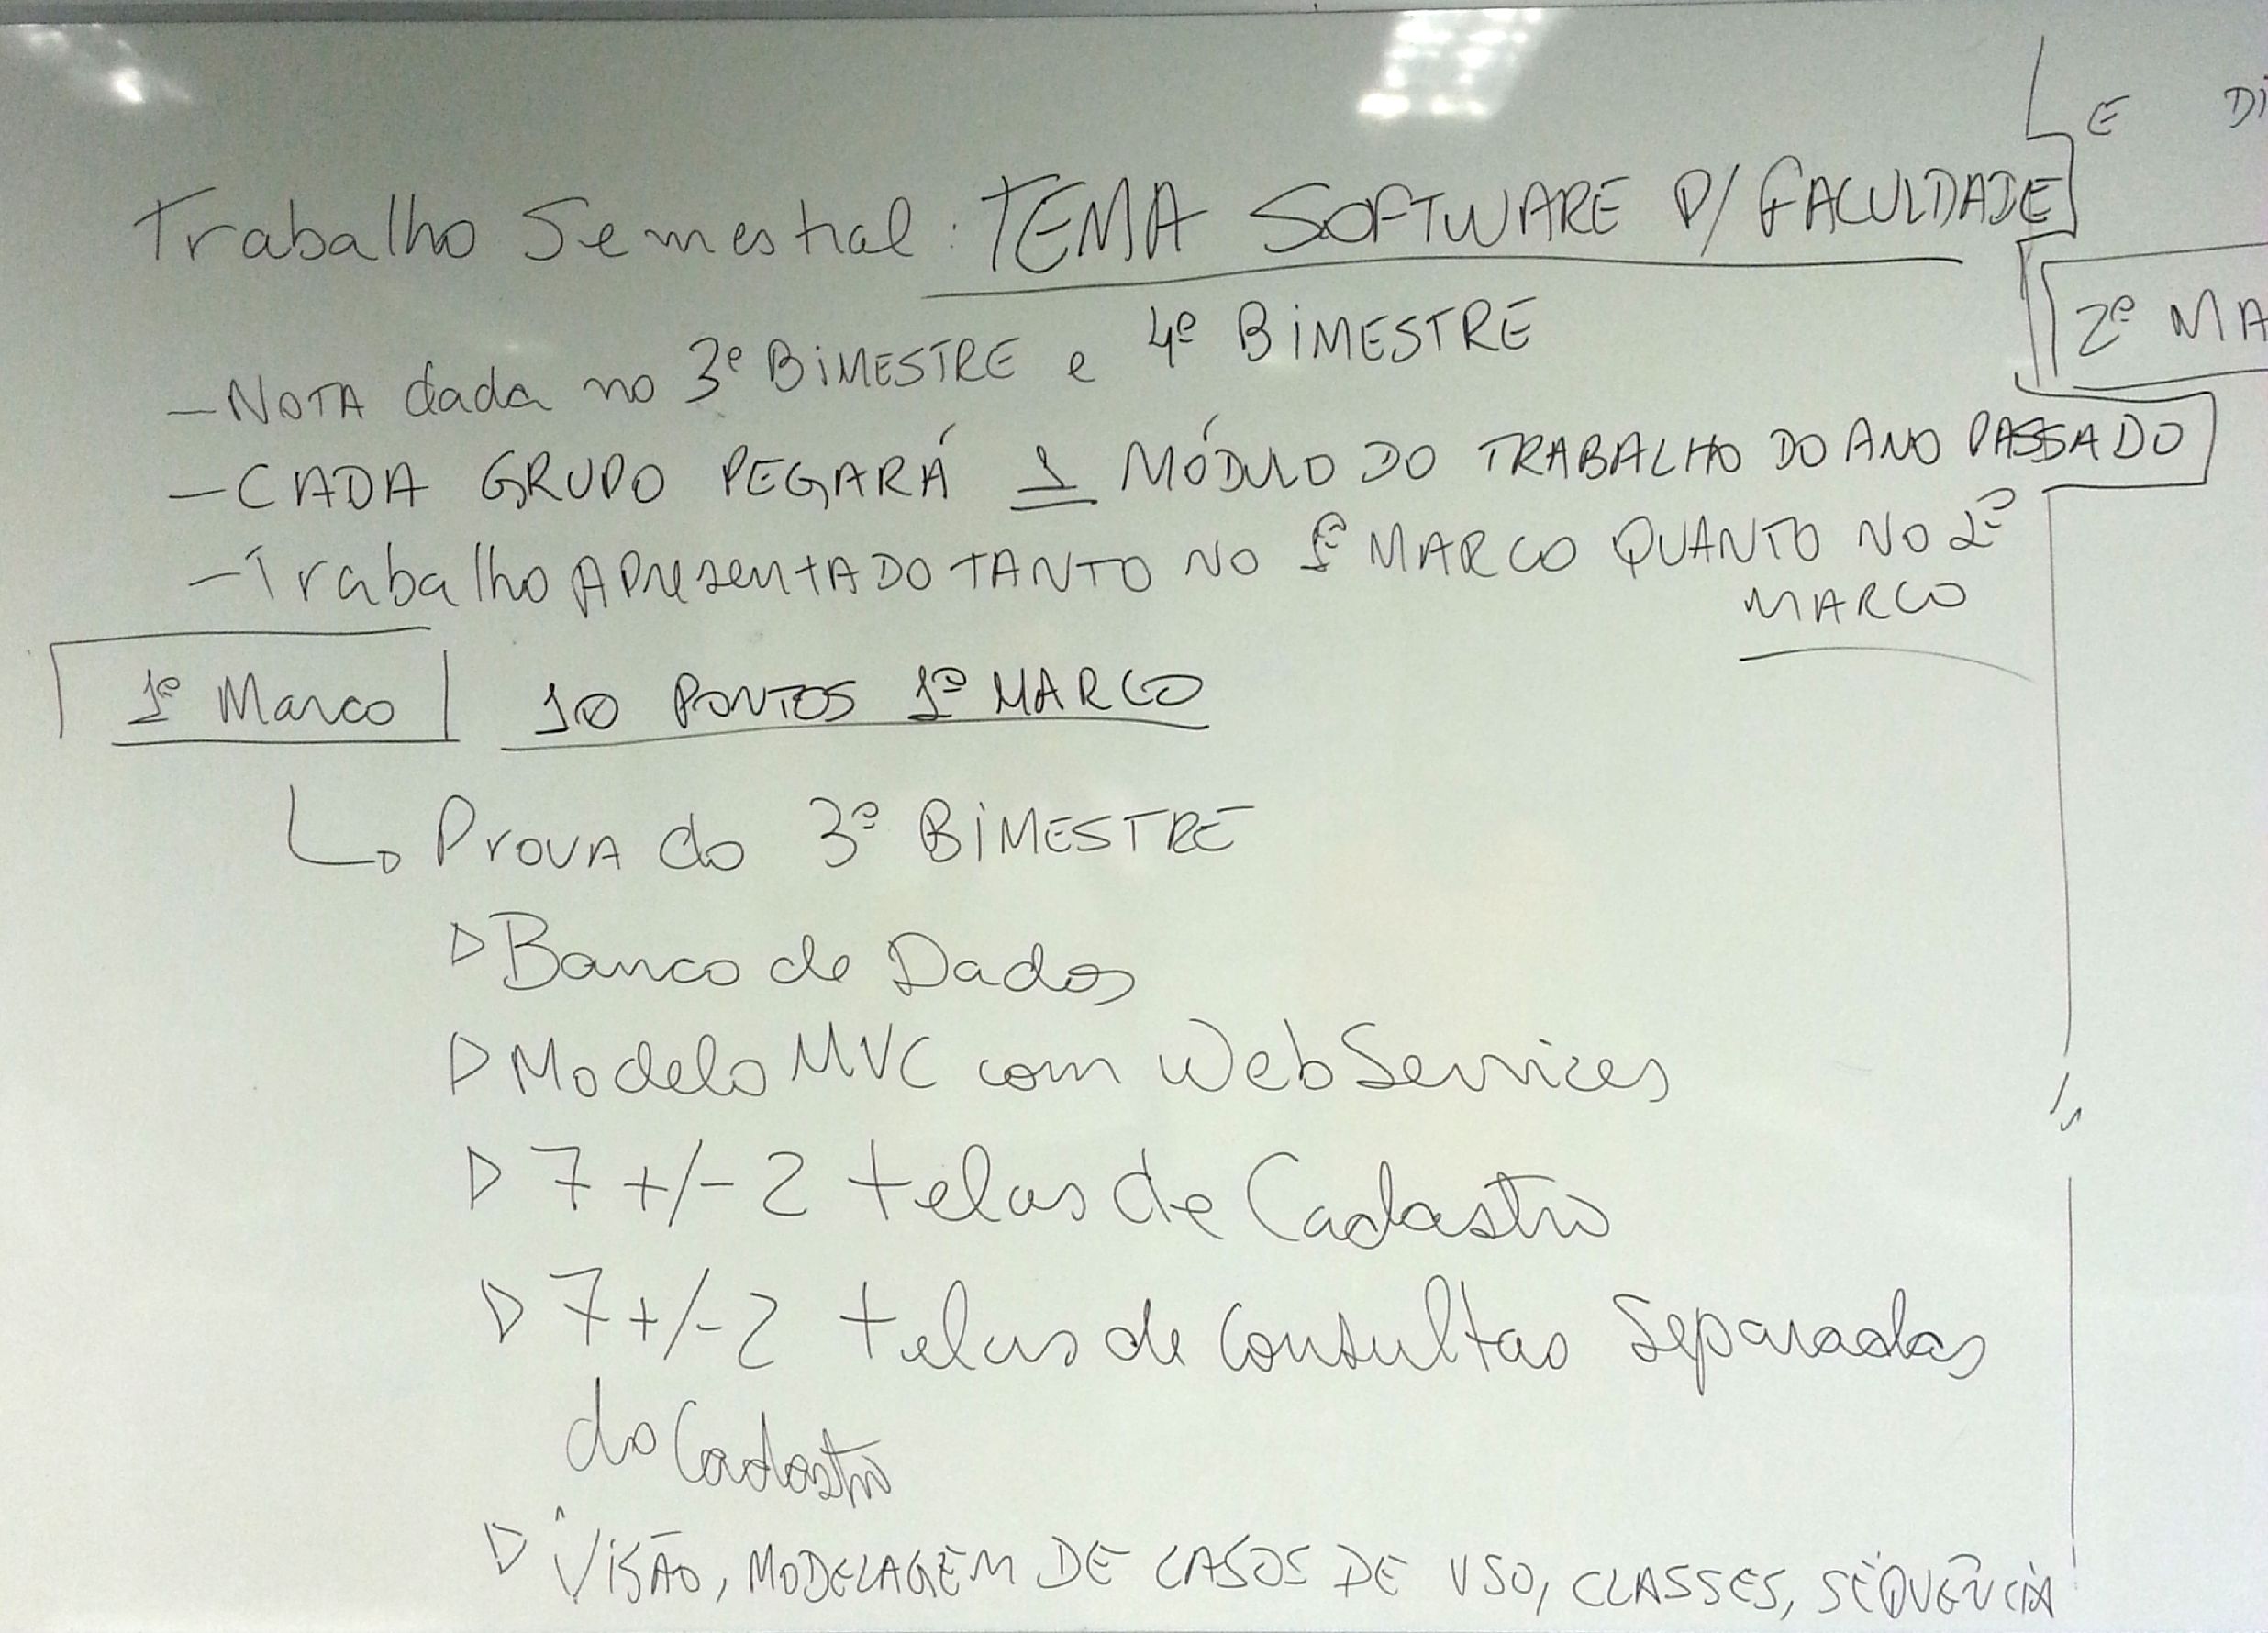 Trabalho Semestral: TEMA SOFTWARE P/ FACULDADE
- NOTA dada no 3º BIMESTRE e 4º BIMESTRE
- CADA GRUPO PEGARÁ 1 MÓDULO DO TRABALHO DO ANO PASSADO
- Trabalho APresentADO TANTO NO 1º MARCO QUANTO NO 2º
MARCO
1º Marco 10 PONTOS 1º MARCO
Prova do 3º BIMESTRE
Banco de Dados
Modelo MVC com WebServices
7 +/- 2 telas de Cadastro
7 +/- 2 telas de Consultas Separadas
do Cadastro
VISÃO, MODELAGEM DE CASOS DE USO, CLASSES, SEQUÊNCIA
E DI
2º MA